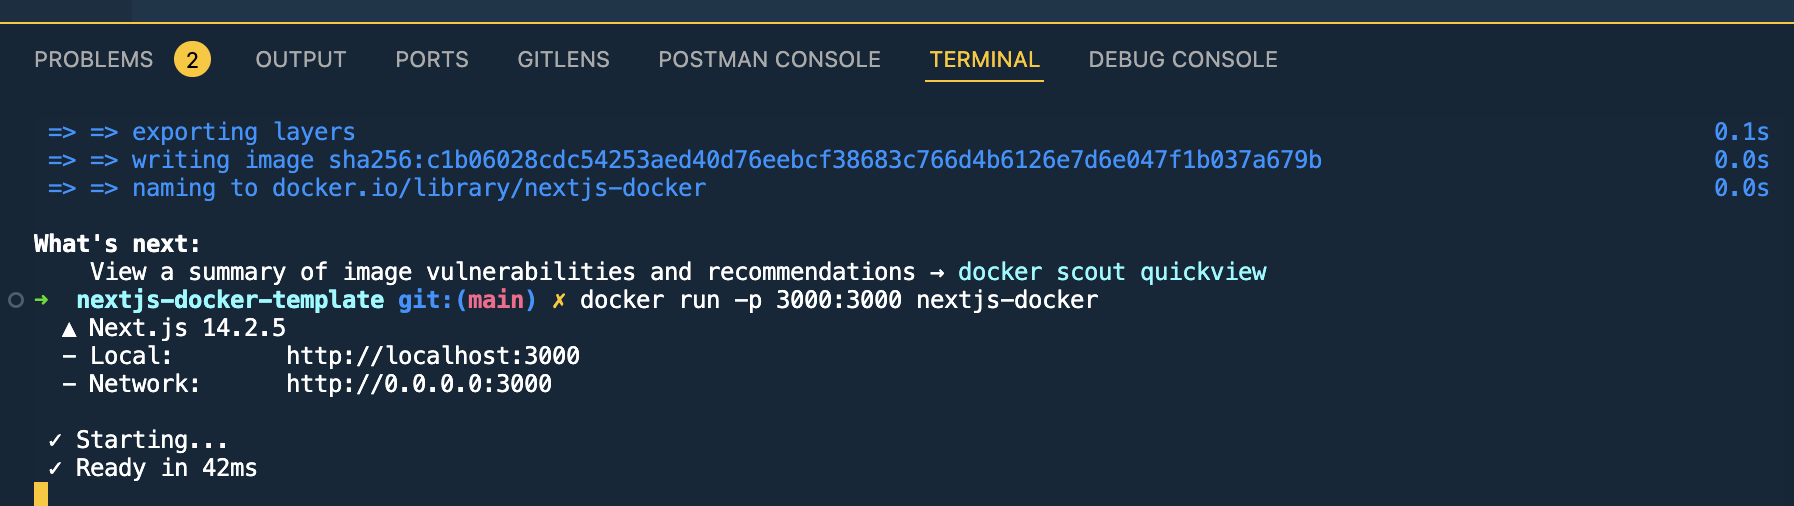 PROBLEMS 2 OUTPUT PORTS GITLENS POSTMAN CONSOLE TERMINAL DEBUG CONSOLE
=> => exporting layers 0.1s
=> => writing image sha256:c1b06028cdc54253aed40d76eebcf38683c766d4b6126e7d6e047f1b037a679b 0.0s
=> => naming to docker.io/library/nextjs-docker 0.0s
What's next:
View a summary of image vulnerabilities and recommendations → docker scout quickview
➜ nextjs-docker-template git:(main) ✗ docker run -p 3000:3000 nextjs-docker
▲ Next.js 14.2.5
- Local: http://localhost:3000
- Network: http://0.0.0.0:3000
✓ Starting...
✓ Ready in 42ms